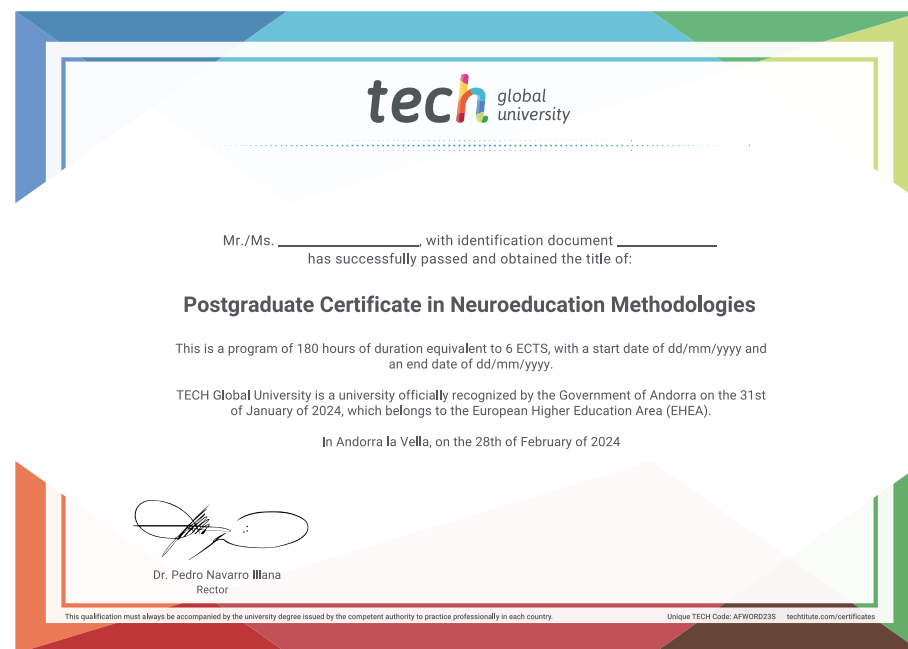 tech global
university
Mr./Ms. ____________, with identification document ____________
has successfully passed and obtained the title of:
Postgraduate Certificate in Neuroeducation Methodologies
This is a program of 180 hours of duration equivalent to 6 ECTS, with a start date of dd/mm/yyyy and
an end date of dd/mm/yyyy.
TECH Global University is a university officially recognized by the Government of Andorra on the 31st
of January of 2024, which belongs to the European Higher Education Area (EHEA).
In Andorra la Vella, on the 28th of February of 2024
Dr. Pedro Navarro Illana
Rector
This qualification must always be accompanied by the university degree issued by the competent authority to practice professionally in each country. Unique TECH Code: AFWORD23S techtitute.com/certificates